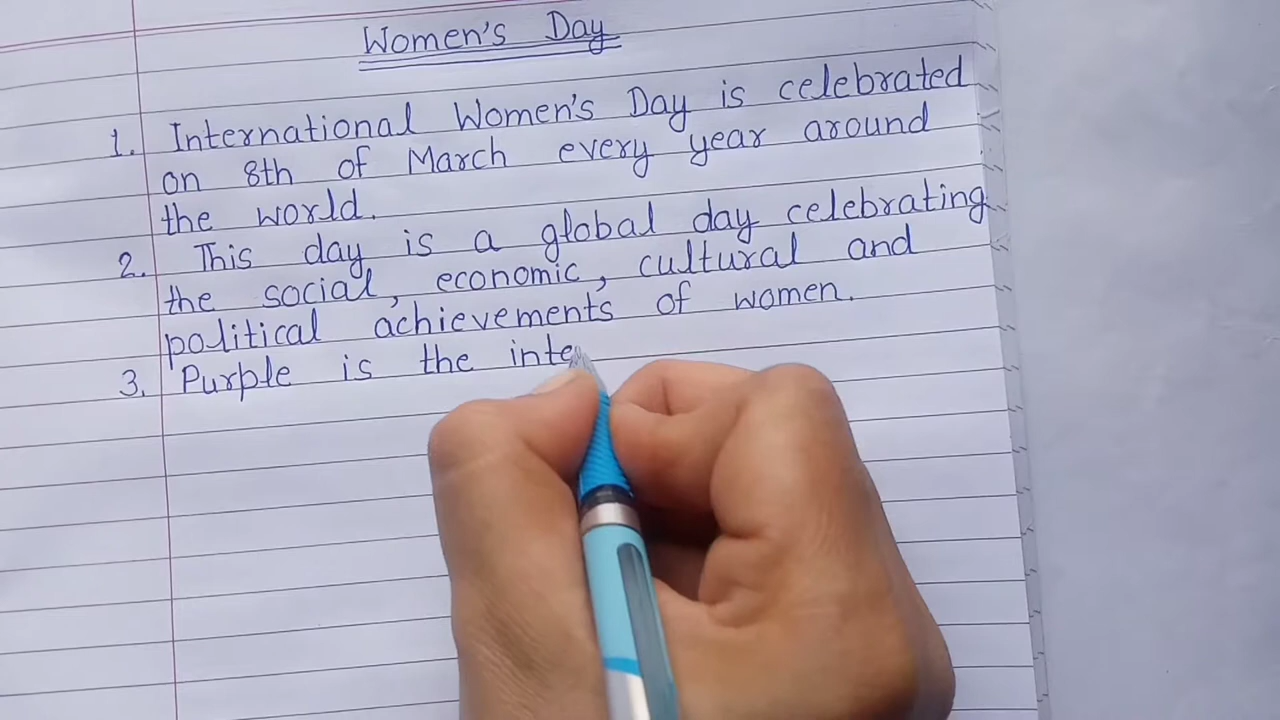 Women's Day
1. International Women's Day is celebrated
on 8th of March every year around
the world.
2. This day is a global day celebrating
the social, economic, cultural and
political achievements of women.
3. Purple is the inte